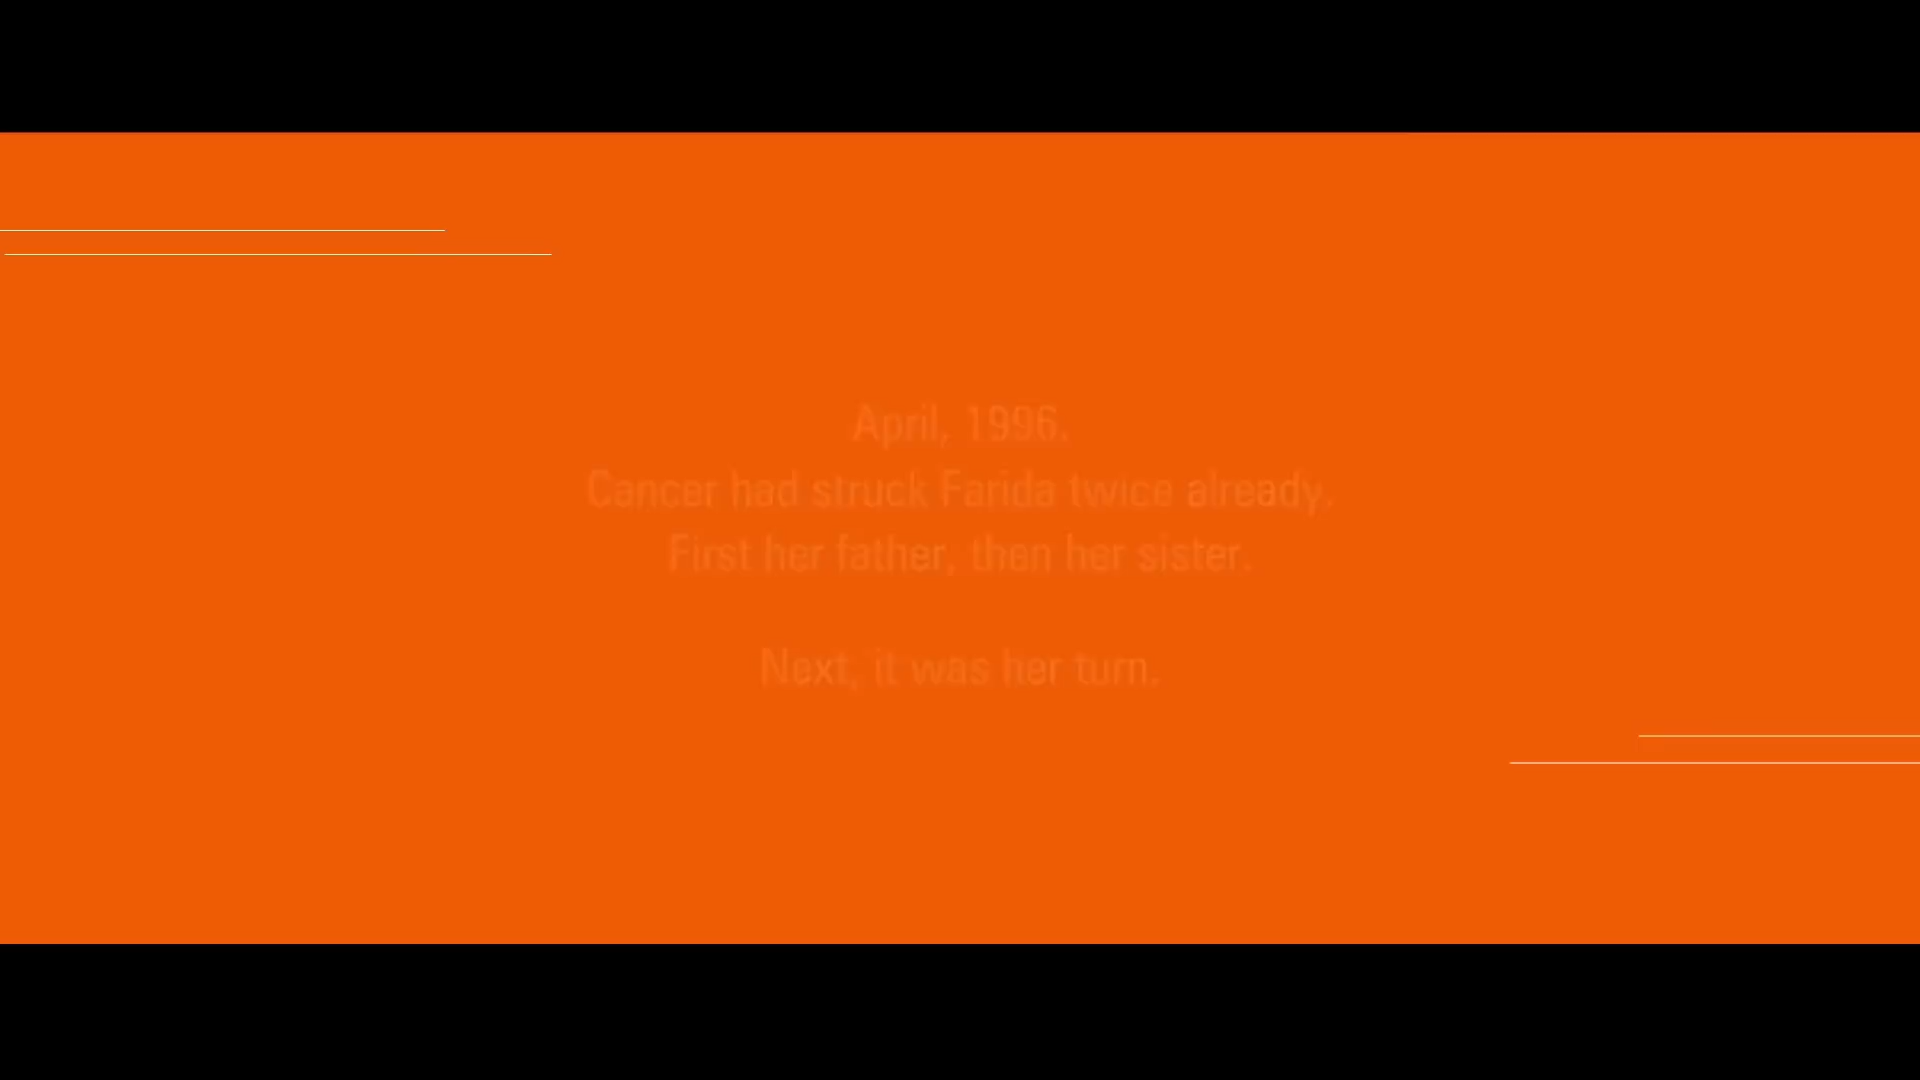 April, 1996.
Cancer had struck Farida twice already.
First her father, then her sister.
Next, it was her turn.